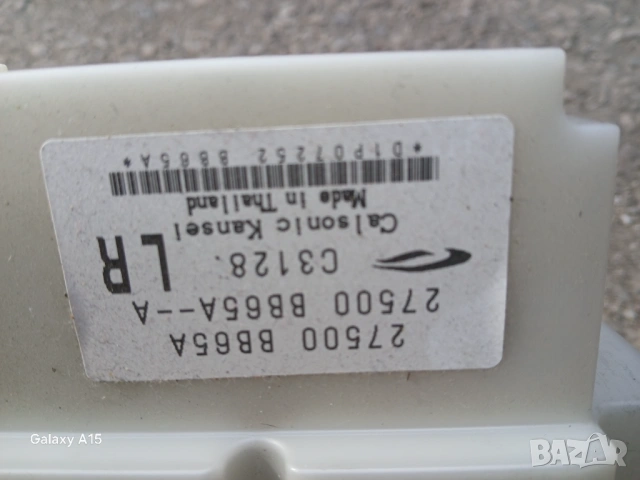 27500 BB65A
27500 BB65A--A
C3128.
LR
Calsonic Kansei
Made in Thailand
*D1P07252 BB65A*
Galaxy A15
BAZAR